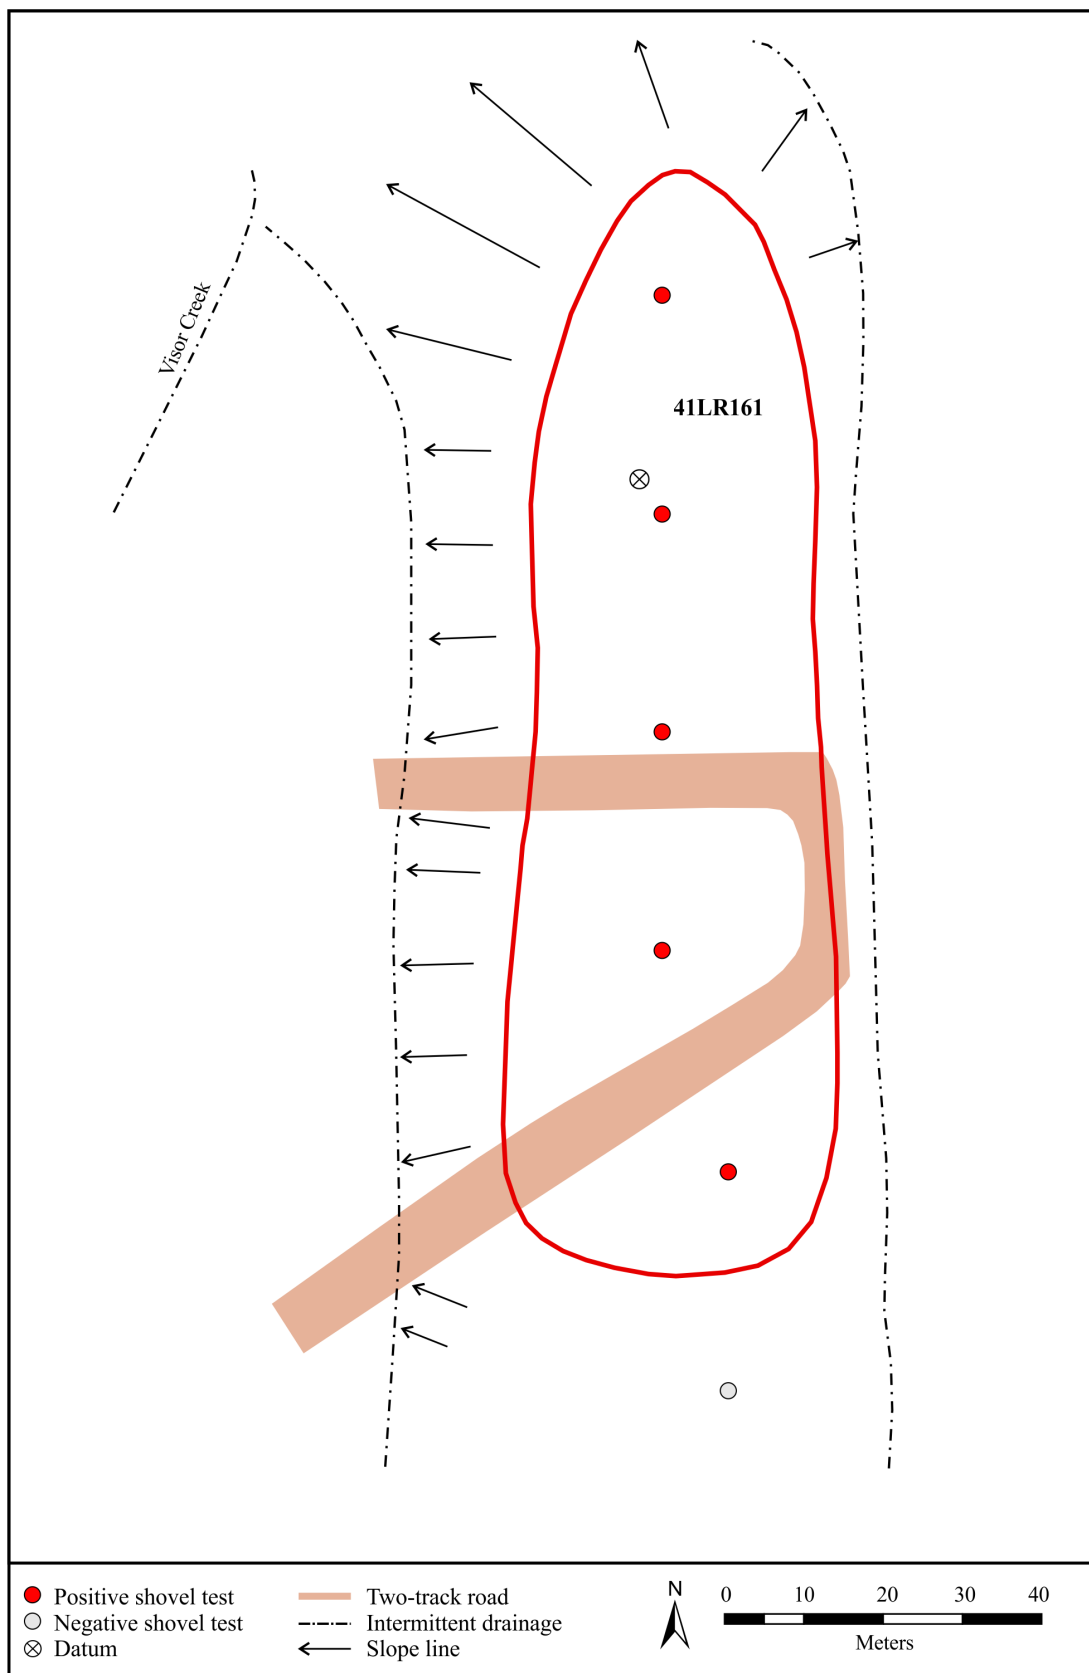 Visor Creek
41LR161
Positive shovel test
Negative shovel test
Datum
Two-track road
Intermittent drainage
Slope line
N
0 10 20 30 40
Meters